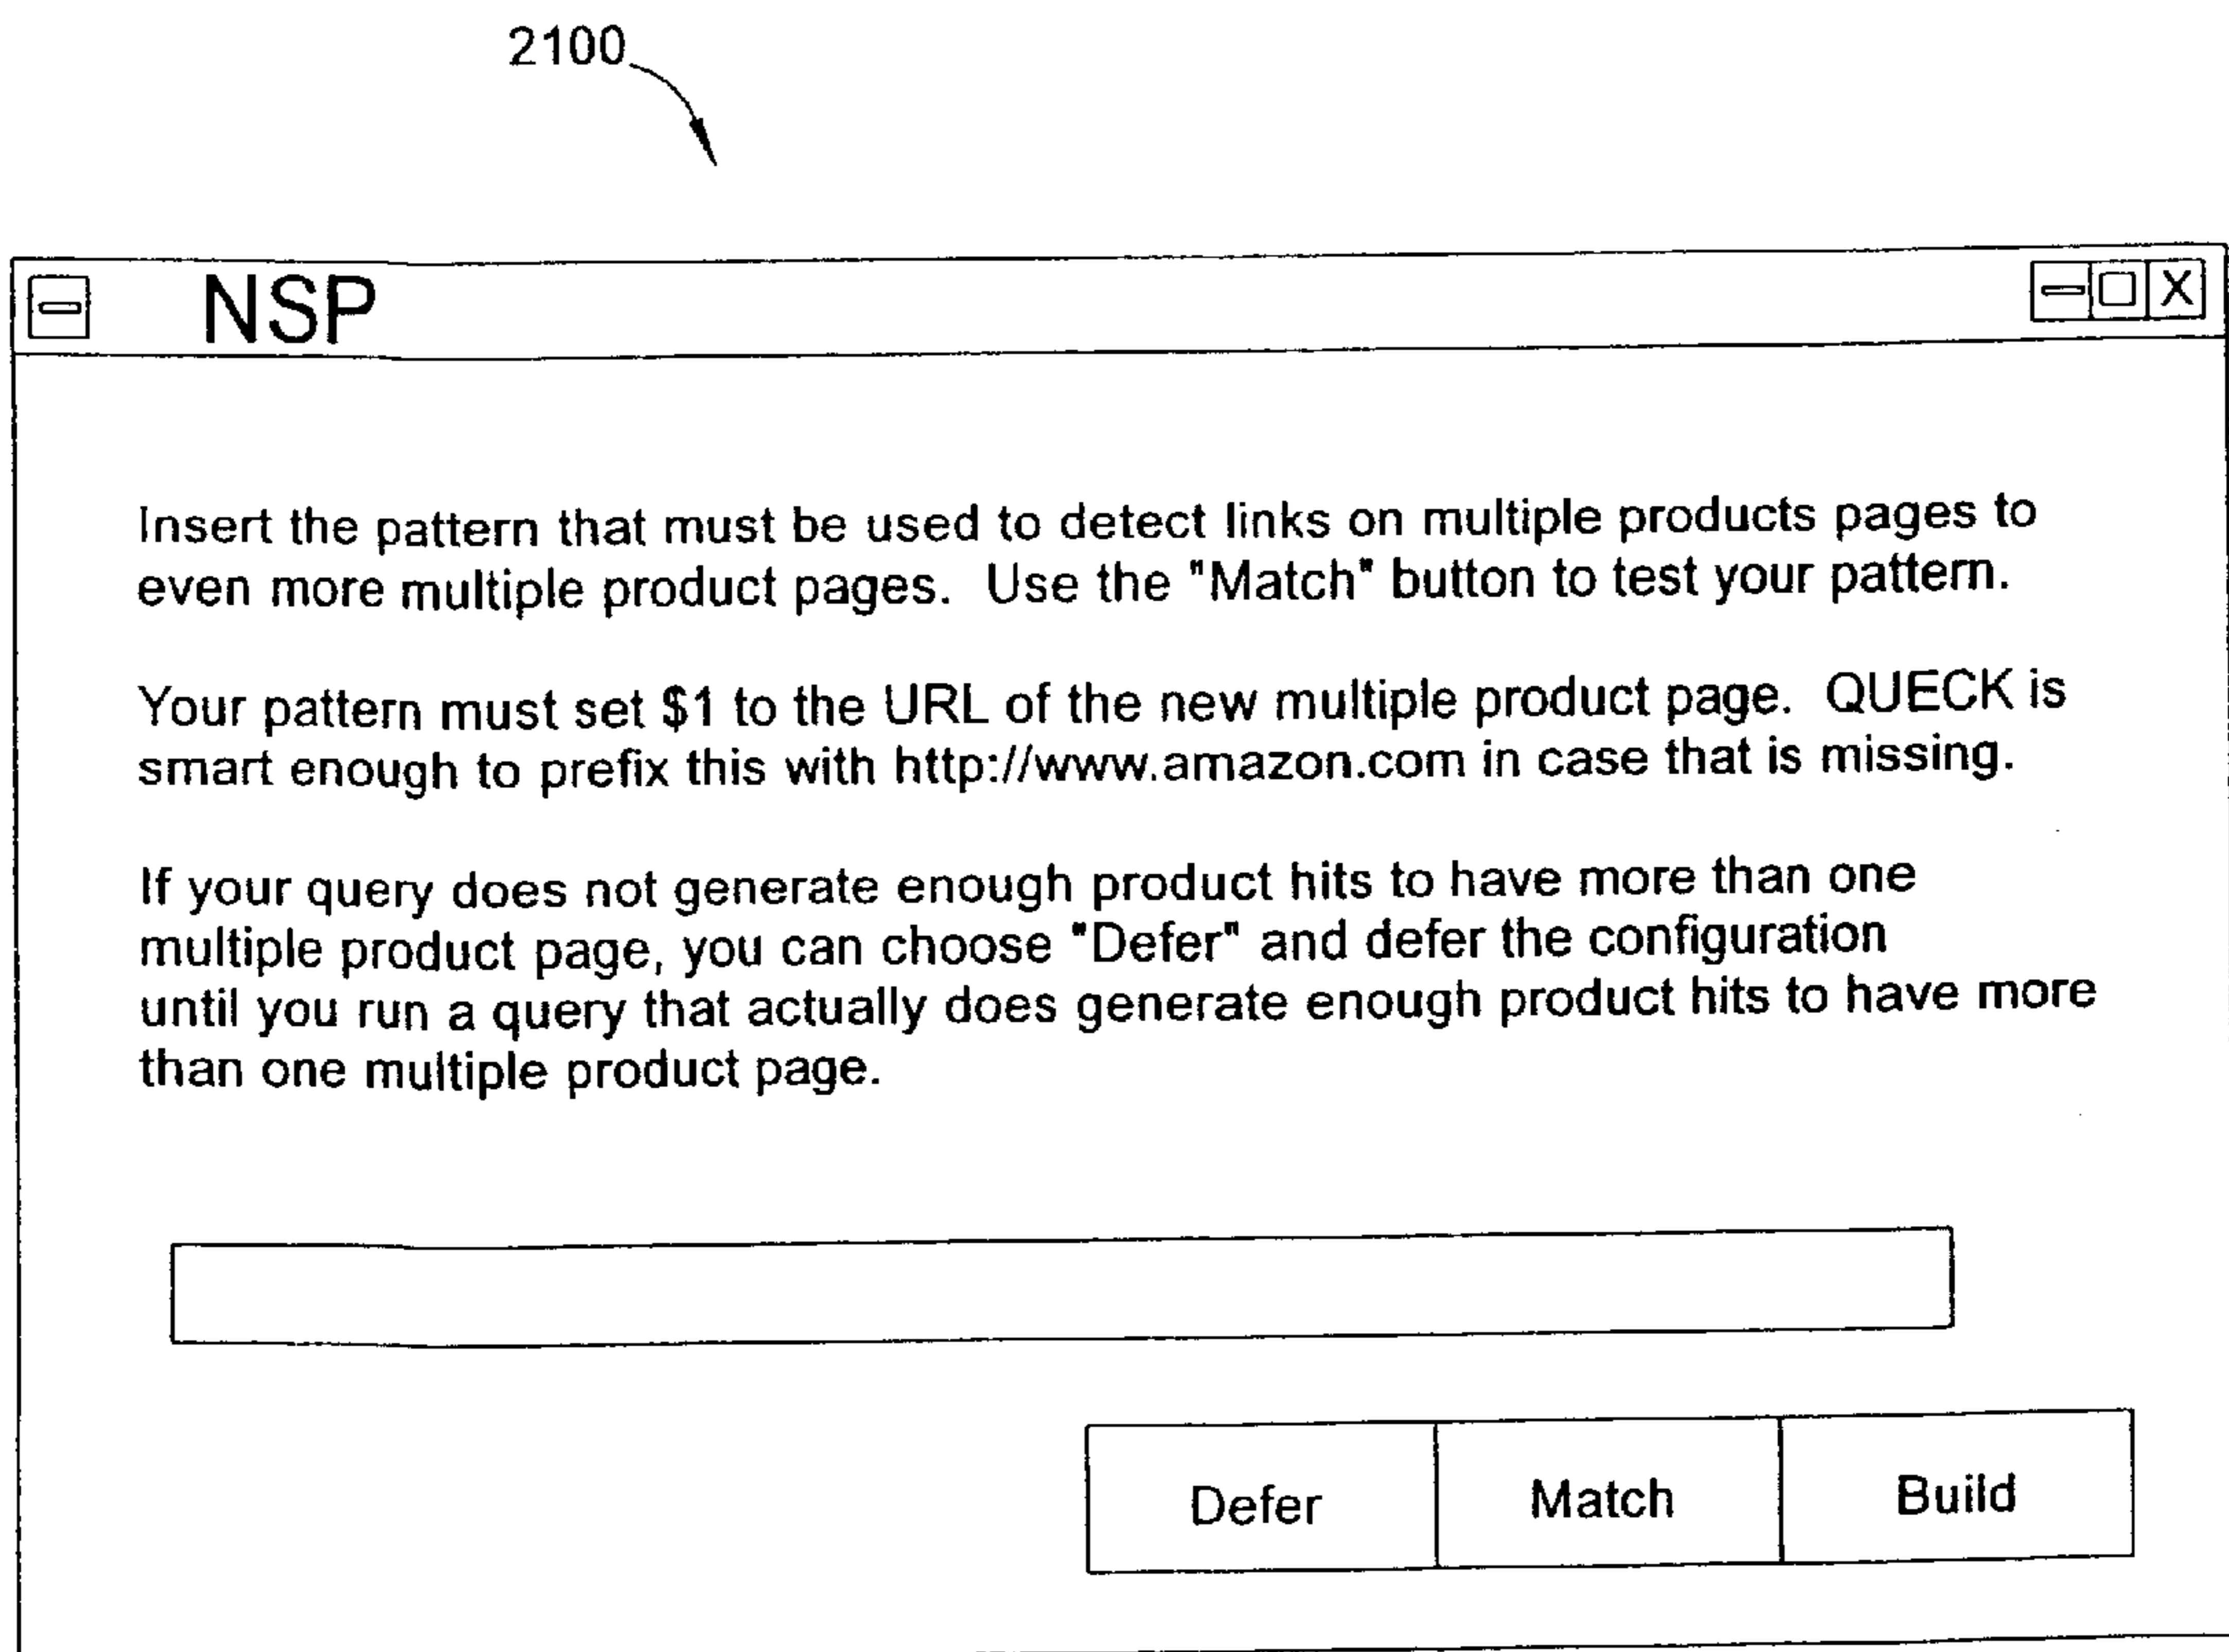 2100
NSP
X
Insert the pattern that must be used to detect links on multiple products pages to
even more multiple product pages. Use the "Match" button to test your pattern.
Your pattern must set $1 to the URL of the new multiple product page. QUECK is
smart enough to prefix this with http://www.amazon.com in case that is missing.
If your query does not generate enough product hits to have more than one
multiple product page, you can choose "Defer" and defer the configuration
until you run a query that actually does generate enough product hits to have more
than one multiple product page.
Defer Match Build